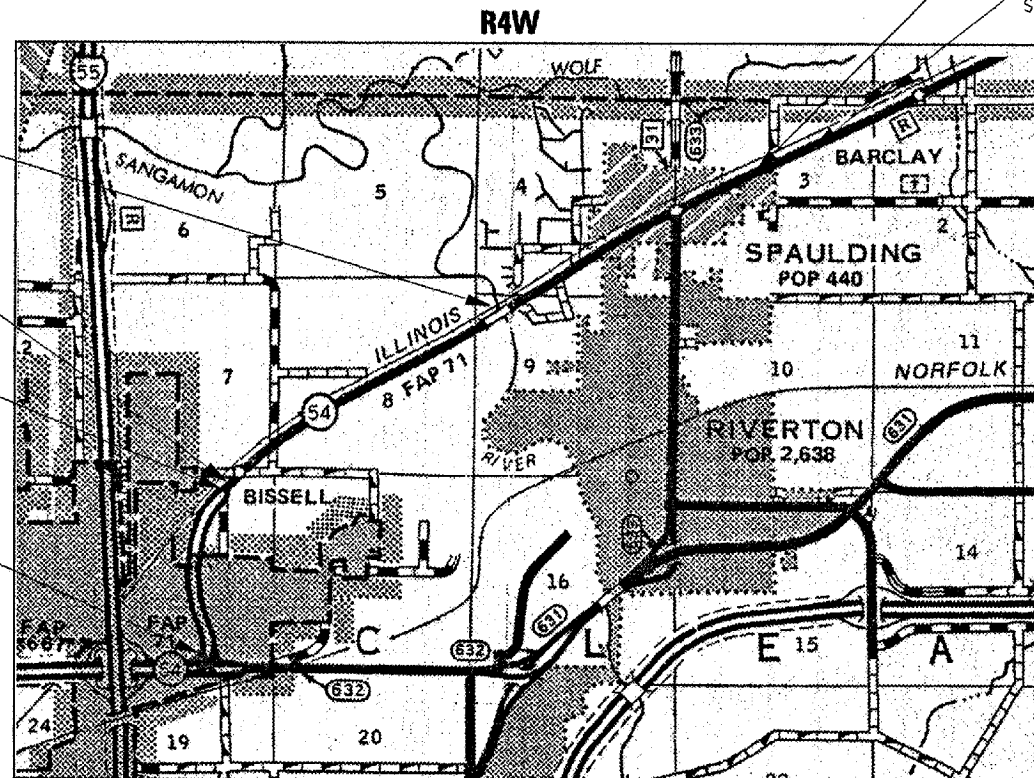 R4W
55
WOLF
31
633
R
BARCLAY
SANGAMON
5
4
3
6
2
SPAULDING
POP 440
ILLINOIS
2
7
9
10
11
8 FAP 71
NORFOLK
54
RIVERTON
POP. 2,638
631
RIVER
BISSELL
14
16
631
FAP
667
FAP
C
L
E
15
A
632
632
24
19
20